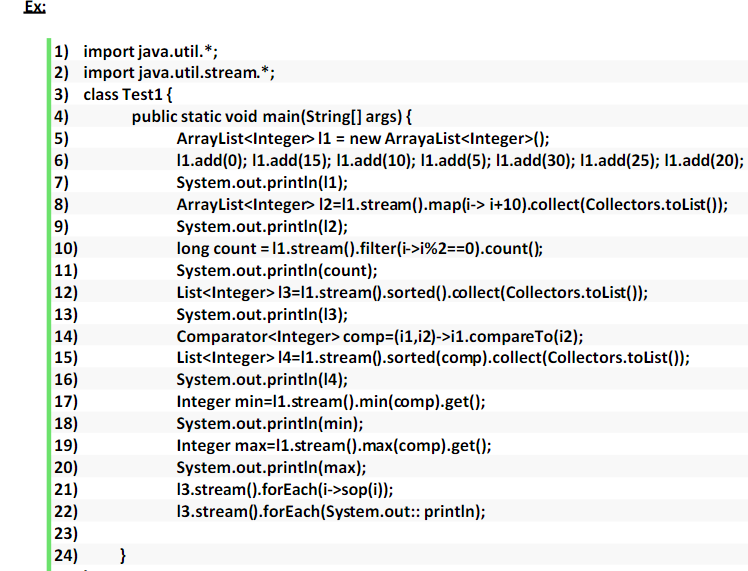 Ex:
1) import java.util.*;
2) import java.util.stream.*;
3) class Test1 {
4) public static void main(String[] args) {
5) ArrayList<Integer> l1 = new ArrayaList<Integer>();
6) l1.add(0); l1.add(15); l1.add(10); l1.add(5); l1.add(30); l1.add(25); l1.add(20);
7) System.out.println(l1);
8) ArrayList<Integer> l2=l1.stream().map(i-> i+10).collect(Collectors.toList());
9) System.out.println(l2);
10) long count = l1.stream().filter(i->i%2==0).count();
11) System.out.println(count);
12) List<Integer> l3=l1.stream().sorted().collect(Collectors.toList());
13) System.out.println(l3);
14) Comparator<Integer> comp=(i1,i2)->i1.compareTo(i2);
15) List<Integer> l4=l1.stream().sorted(comp).collect(Collectors.toList());
16) System.out.println(l4);
17) Integer min=l1.stream().min(comp).get();
18) System.out.println(min);
19) Integer max=l1.stream().max(comp).get();
20) System.out.println(max);
21) l3.stream().forEach(i->sop(i));
22) l3.stream().forEach(System.out:: println);
23)
24) }